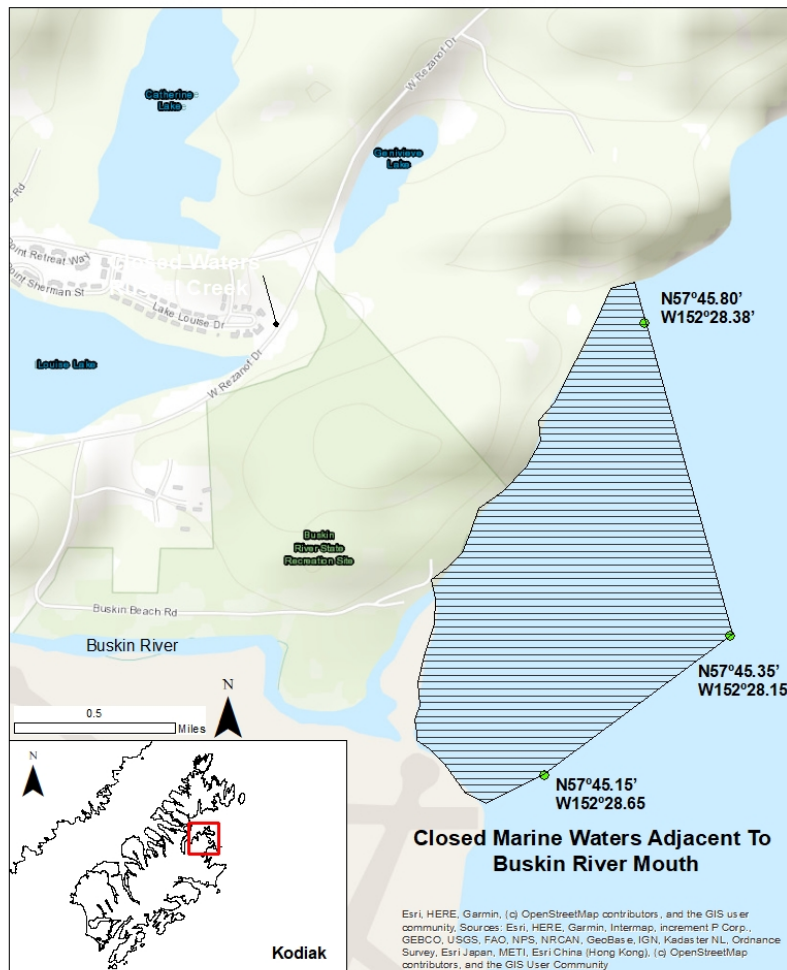 W Rezanof Dr
Catherine
Lake
Genivieve
Lake
s Rd
Point Retreat Way
Closed Waters
Creek
Point Sherman St
Lake Louise Dr
W Rezanof Dr
Louise Lake
N57º45.80'
W152º28.38'
Buskin
River State
Recreation Site
Buskin Beach Rd
Buskin River
N57º45.35'
W152º28.15'
N
0.5
Miles
N57º45.15'
W152º28.65
Closed Marine Waters Adjacent To
Buskin River Mouth
N
Kodiak
Esri, HERE, Garmin, (c) OpenStreetMap contributors, and the GIS user
community, Sources: Esri, HERE, Garmin, Intermap, increment P Corp.,
GEBCO, USGS, FAO, NPS, NRCAN, GeoBase, IGN, Kadaster NL, Ordnance
Survey, Esri Japan, METI, Esri China (Hong Kong), (c) OpenStreetMap
contributors, and the GIS User Community